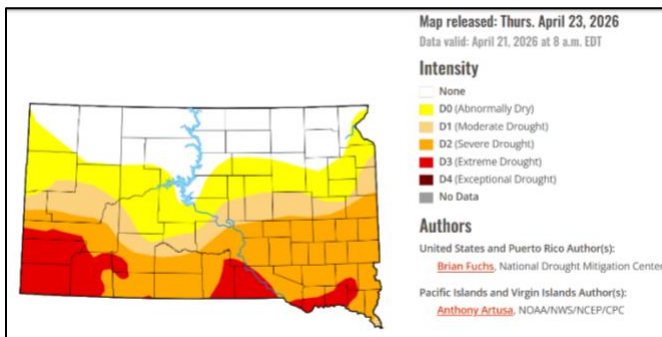 Map released: Thurs. April 23, 2026
Data valid: April 21, 2026 at 8 a.m. EDT
Intensity
None
D0 (Abnormally Dry)
D1 (Moderate Drought)
D2 (Severe Drought)
D3 (Extreme Drought)
D4 (Exceptional Drought)
No Data
Authors
United States and Puerto Rico Author(s):
Brian Fuchs, National Drought Mitigation Center
Pacific Islands and Virgin Islands Author(s):
Anthony Artusa, NOAA/NWS/NCEP/CPC